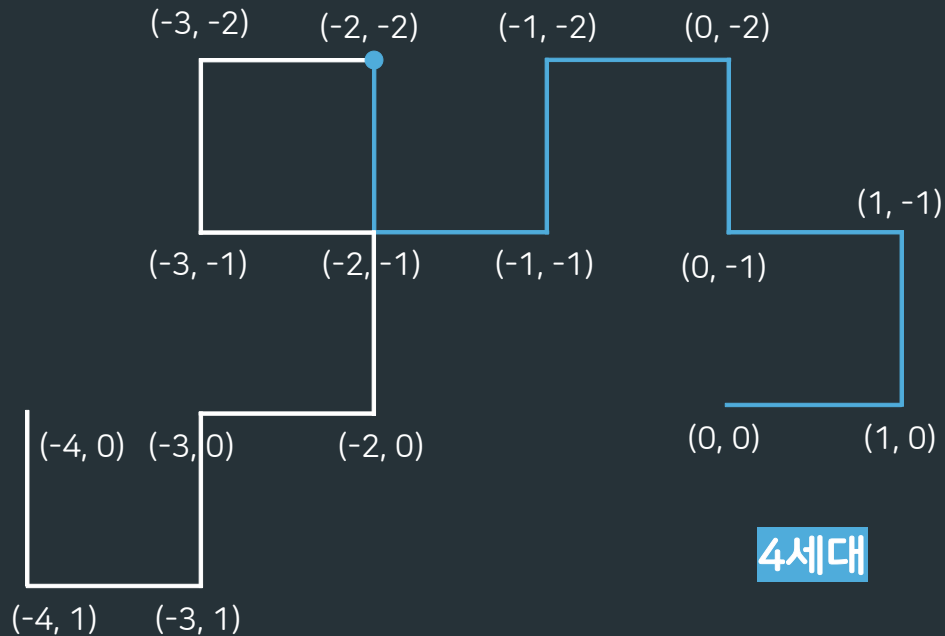 (-3, -2) (-2, -2) (-1, -2) (0, -2)
(1, -1)
(-3, -1) (-2, -1) (-1, -1) (0, -1)
(-4, 0) (-3, 0) (-2, 0) (0, 0) (1, 0)
4세대
(-4, 1) (-3, 1)